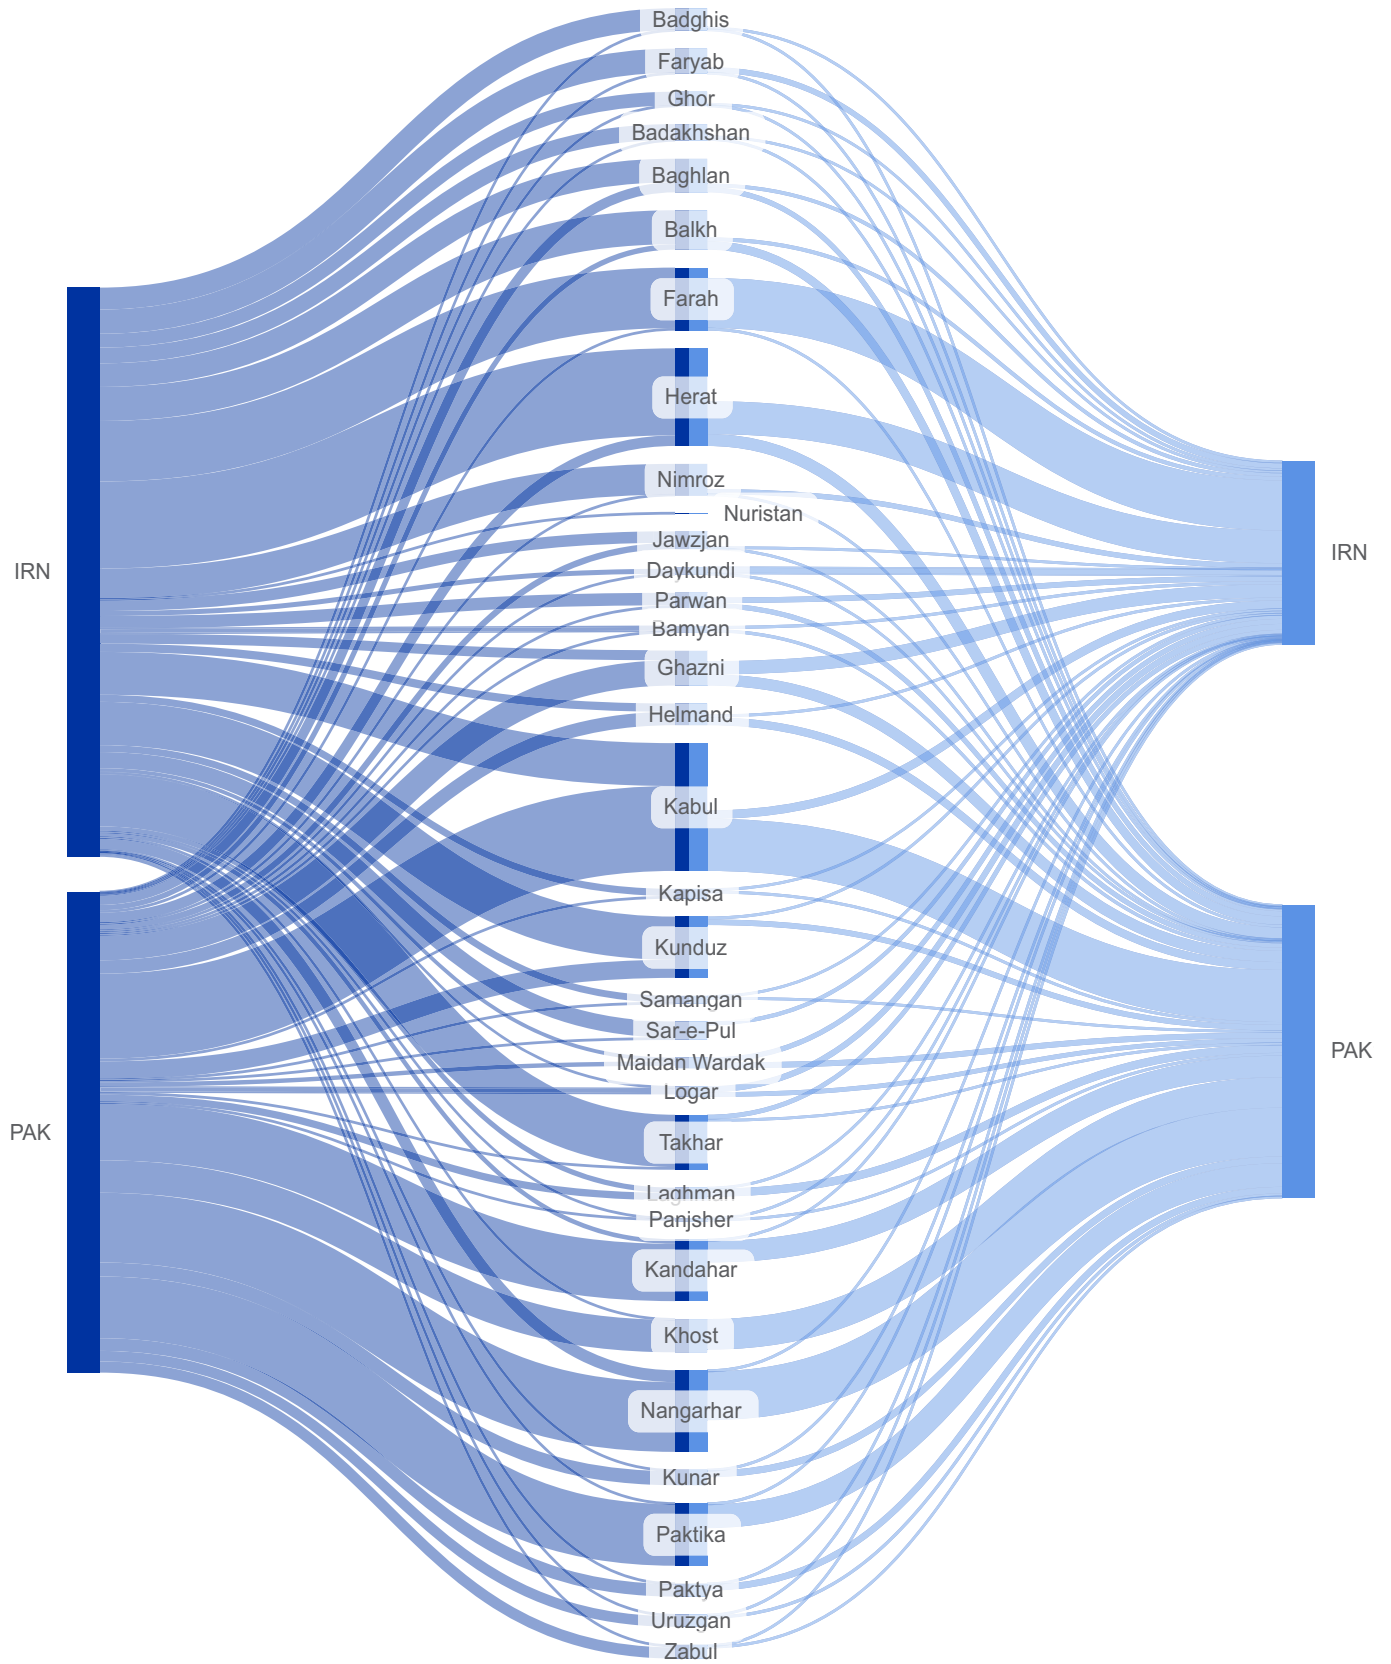 Badghis
Faryab
Ghor
Badakhshan
Baghlan
Balkh
Farah
Herat
Nimroz
Nuristan
Jawzjan
IRN
IRN
Daykundi
Parwan
Bamyan
Ghazni
Helmand
Kabul
Kapisa
Kunduz
Samangan
Sar-e-Pul
PAK
Maidan Wardak
Logar
PAK
Takhar
Laghman
Panjsher
Kandahar
Khost
Nangarhar
Kunar
Paktika
Paktya
Uruzgan
Zabul